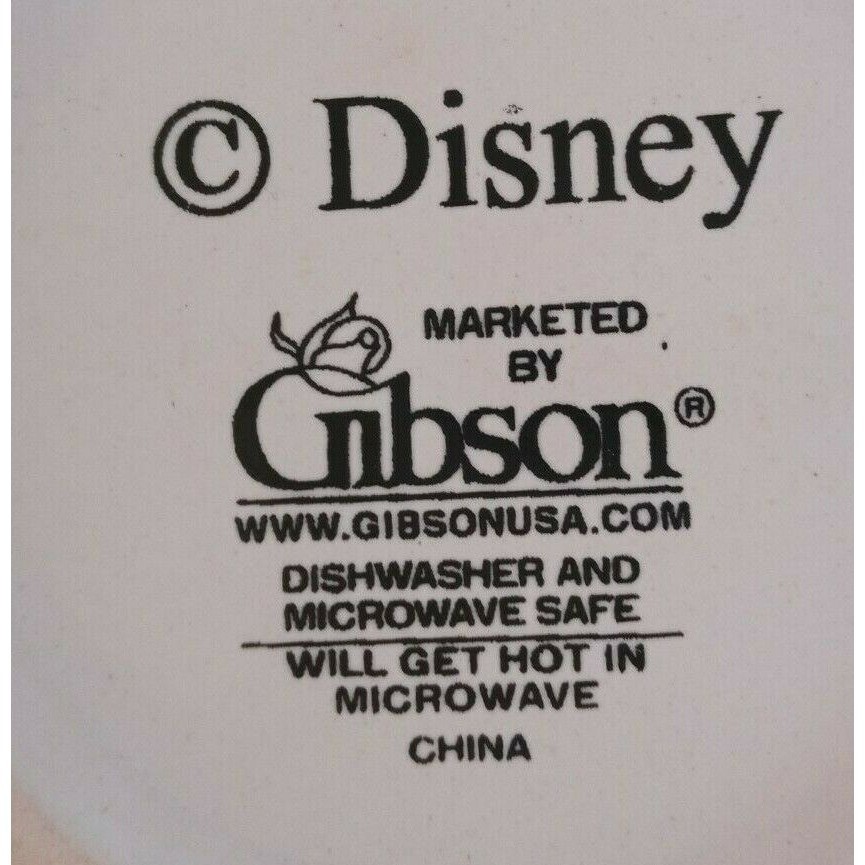 © Disney
MARKETED
BY
Gibson®
WWW.GIBSONUSA.COM
DISHWASHER AND
MICROWAVE SAFE
WILL GET HOT IN
MICROWAVE
CHINA